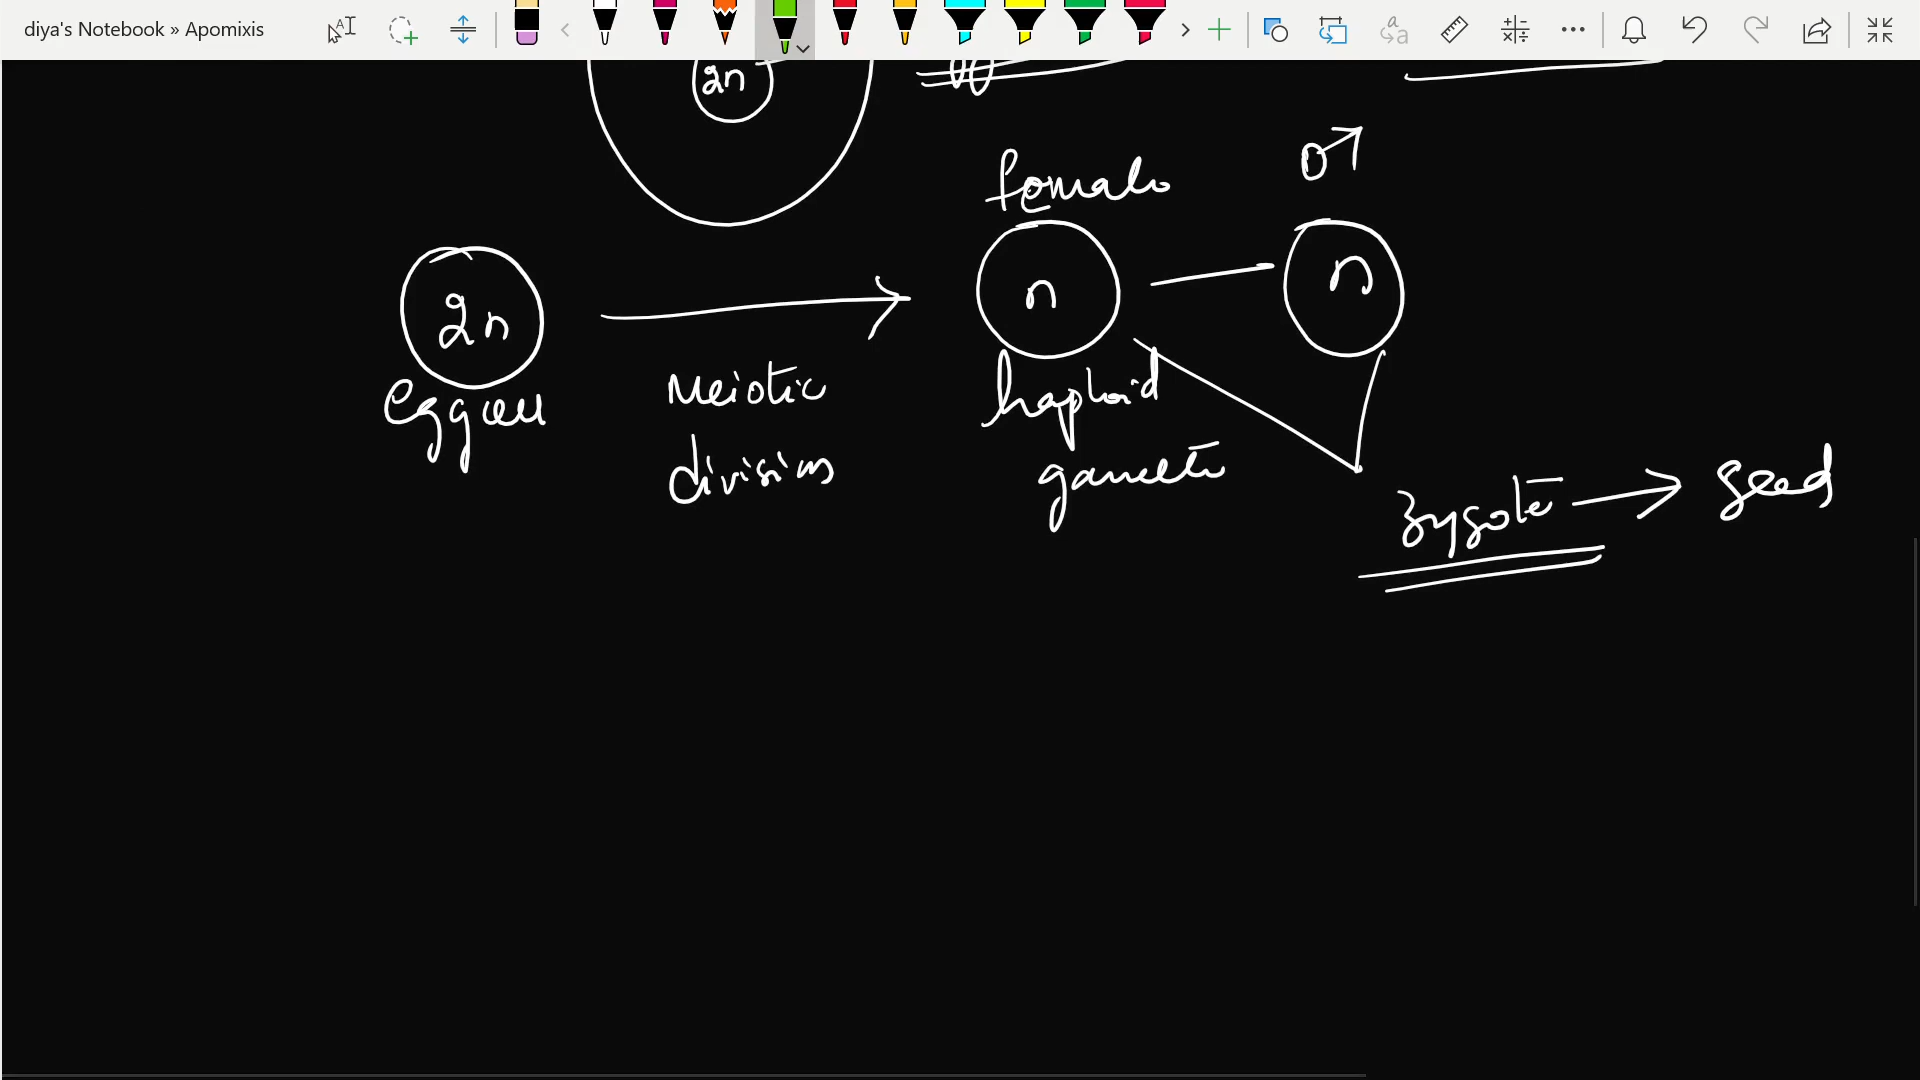 diya's Notebook » Apomixis
2n
female
2n
n
n
egg cell
Meiotic
division
haploid
gamete
zygote
seed